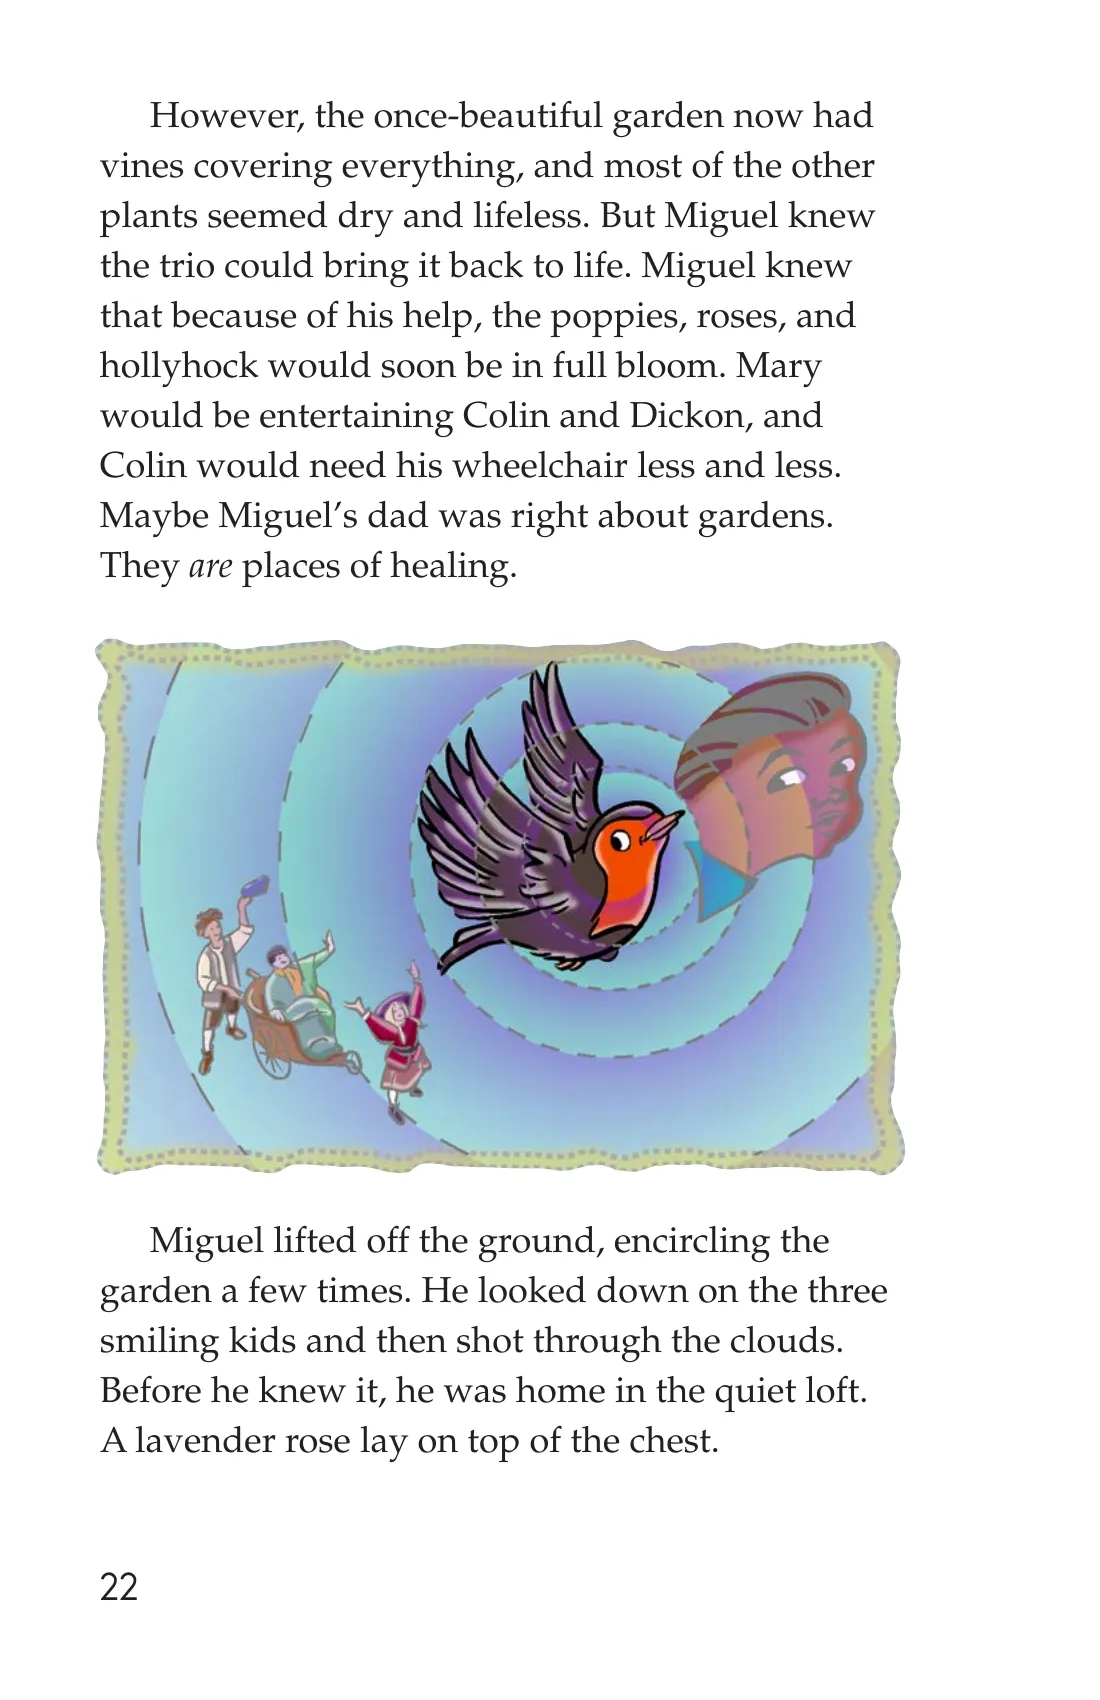 However, the once-beautiful garden now had
vines covering everything, and most of the other
plants seemed dry and lifeless. But Miguel knew
the trio could bring it back to life. Miguel knew
that because of his help, the poppies, roses, and
hollyhock would soon be in full bloom. Mary
would be entertaining Colin and Dickon, and
Colin would need his wheelchair less and less.
Maybe Miguel’s dad was right about gardens.
They are places of healing.
Miguel lifted off the ground, encircling the
garden a few times. He looked down on the three
smiling kids and then shot through the clouds.
Before he knew it, he was home in the quiet loft.
A lavender rose lay on top of the chest.
22